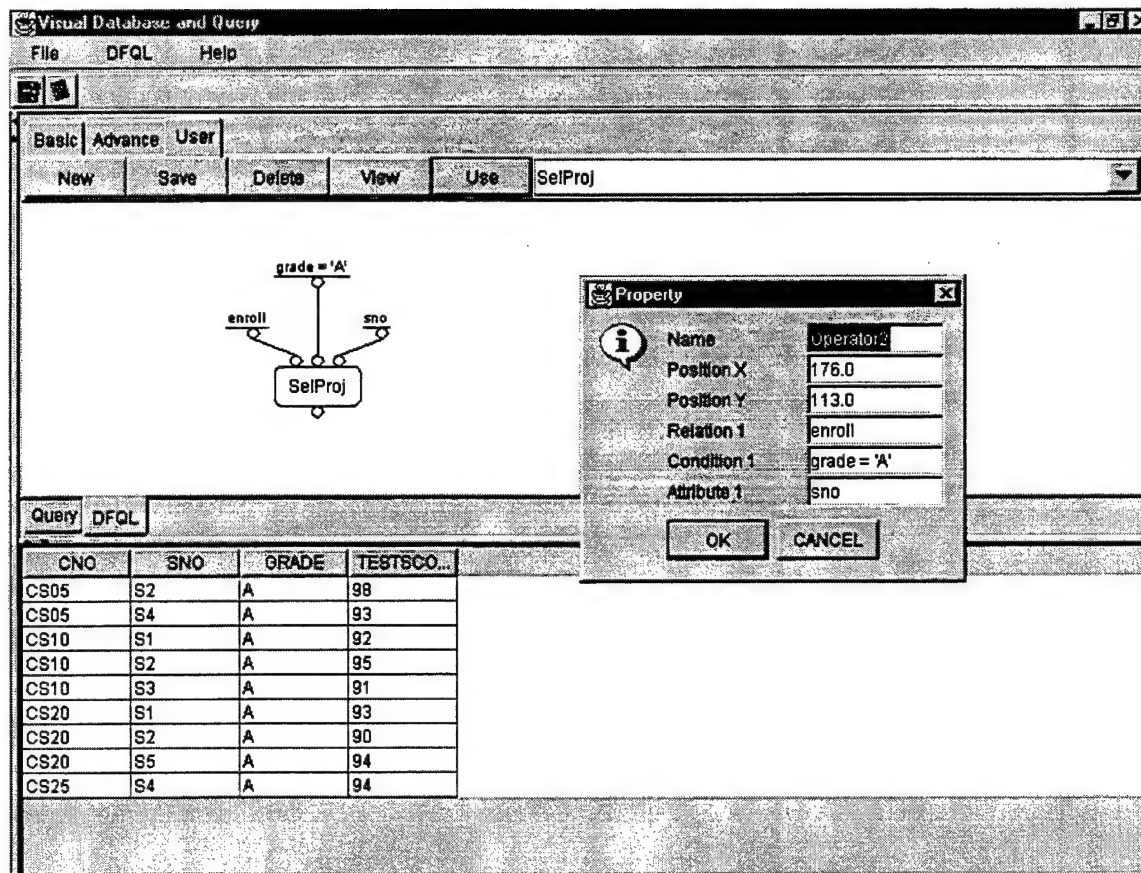 Visual Database and Query
File DFQL Help
Basic Advance User
New Save Delete View Use SelProj
grade = 'A'
enroll sno
SelProj
Property
Name Operator2
Position X 176.0
Position Y 113.0
Relation 1 enroll
Condition 1 grade = 'A'
Attribute 1 sno
OK CANCEL
Query DFQL
CNO SNO GRADE TESTSCO...
CS05 S2 A 98
CS05 S4 A 93
CS10 S1 A 92
CS10 S2 A 95
CS10 S3 A 91
CS20 S1 A 93
CS20 S2 A 90
CS20 S5 A 94
CS25 S4 A 94